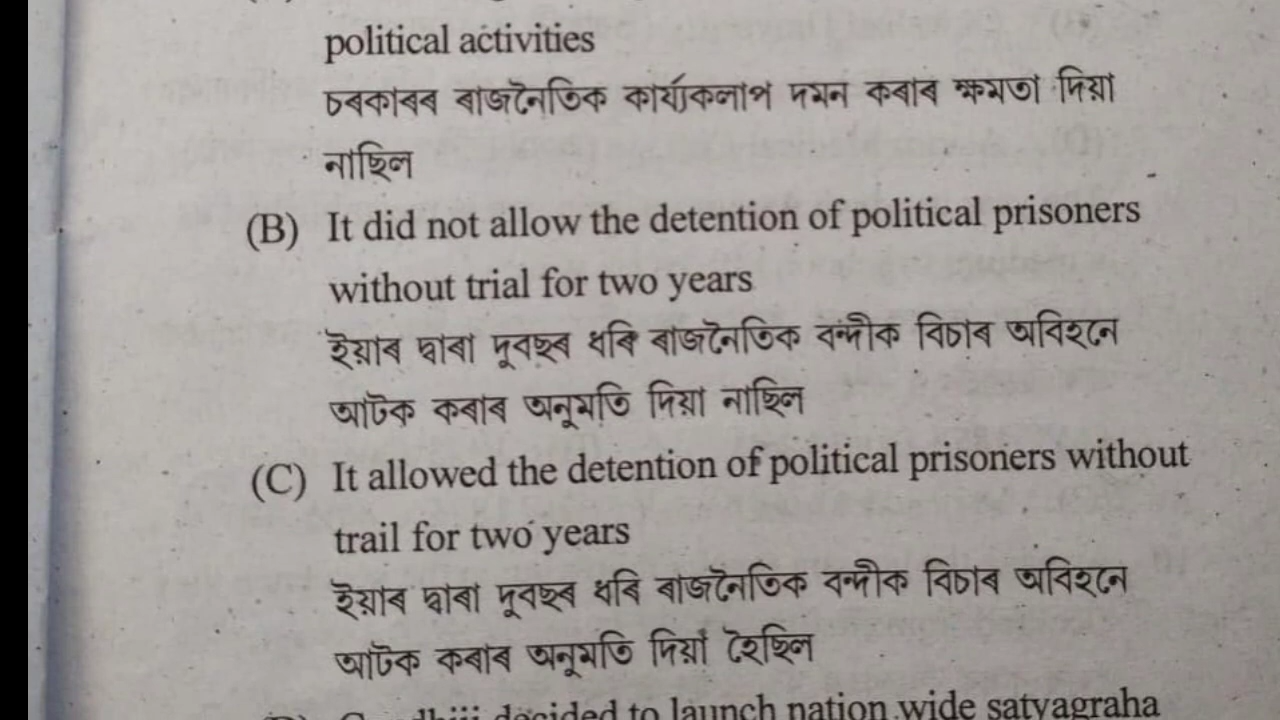 political activities
চৰকাৰৰ ৰাজনৈতিক কাৰ্য্যকলাপ দমন কৰাৰ ক্ষমতা দিয়া
নাছিল
(B) It did not allow the detention of political prisoners
without trial for two years
ইয়াৰ দ্বাৰা দুবছৰ ধৰি ৰাজনৈতিক বন্দীক বিচাৰ অবিহনে
আটক কৰাৰ অনুমতি দিয়া নাছিল
(C) It allowed the detention of political prisoners without
trail for two years
ইয়াৰ দ্বাৰা দুবছৰ ধৰি ৰাজনৈতিক বন্দীক বিচাৰ অবিহনে
আটক কৰাৰ অনুমতি দিয়া হৈছিল
decided to launch nation wide satyagraha